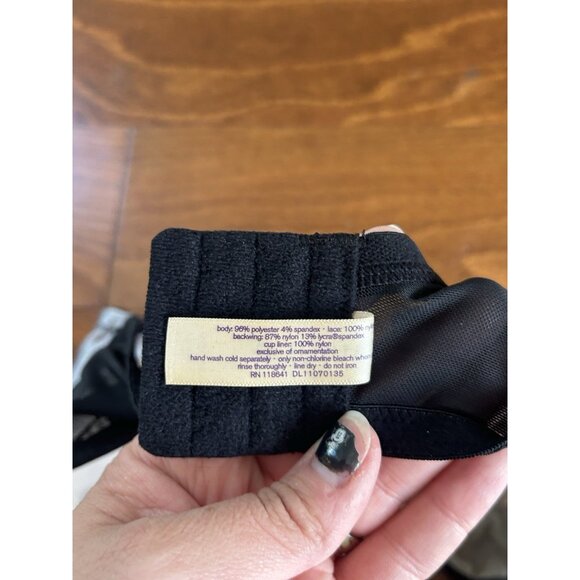 body: 96% polyester 4% spandex · lace: 100% nylon
backwing: 87% nylon 13% lycra®spandex
cup liner: 100% nylon
exclusive of ornamentation
hand wash cold separately · only non-chlorine bleach when
rinse thoroughly · line dry · do not iron
RN 118641 DL11070135